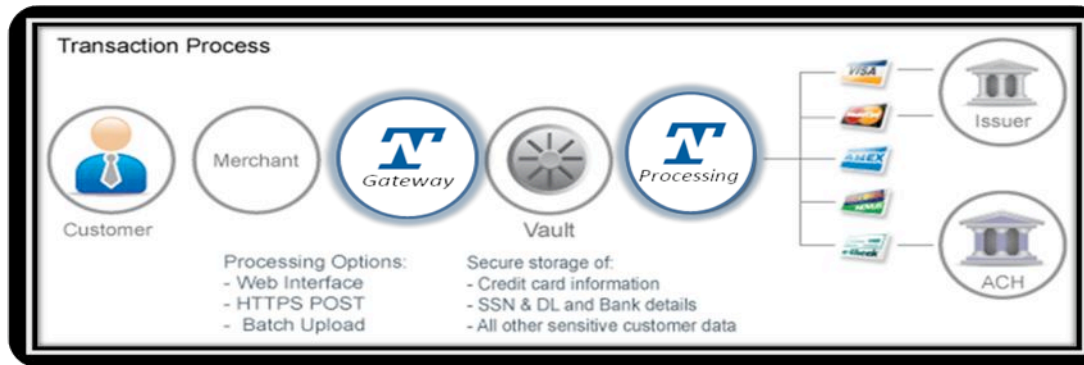 Transaction Process
Customer
Merchant
Gateway
Vault
Processing
VISA
AMEX
Issuer
ACH
Processing Options:
- Web Interface
- HTTPS POST
- Batch Upload
Secure storage of:
- Credit card information
- SSN & DL and Bank details
- All other sensitive customer data